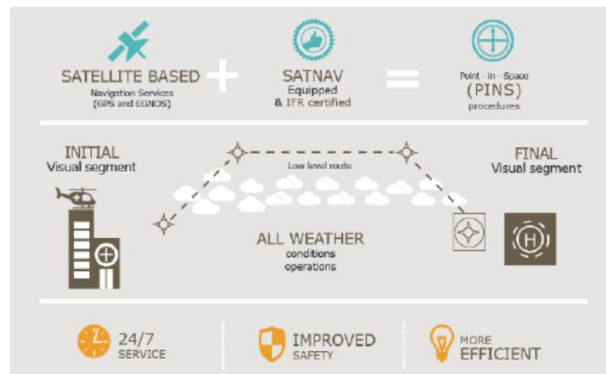 SATELLITE BASED
Navigation Services
(GPS and EGNOS)
+
SATNAV
Equipped
& IFR certified
=
Point - in - Space
(PINS)
procedures
INITIAL
Visual segment
Low level route
FINAL
Visual segment
ALL WEATHER
conditions
operations
H
24/7
SERVICE
IMPROVED
SAFETY
MORE
EFFICIENT